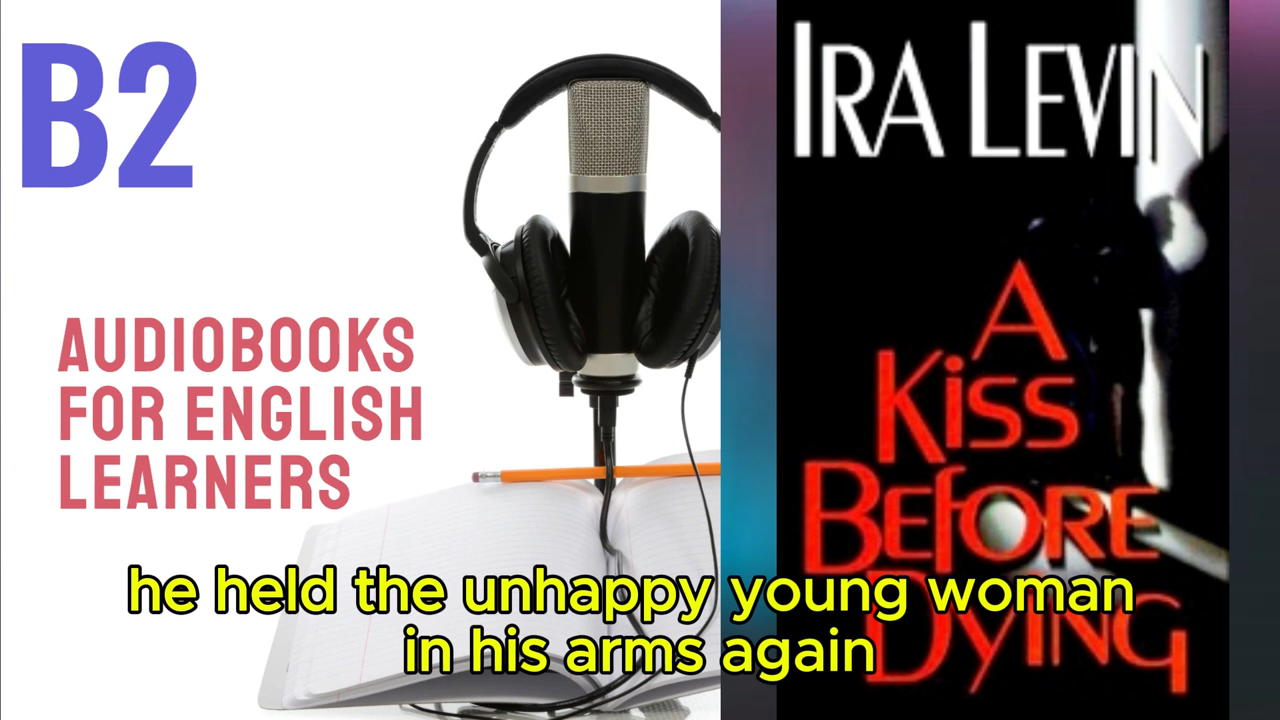 B2
AUDIOBOOKS
FOR ENGLISH
LEARNERS
IRA LEVIN
A
KISS
BEFORE
DYING
he held the unhappy young woman
in his arms again